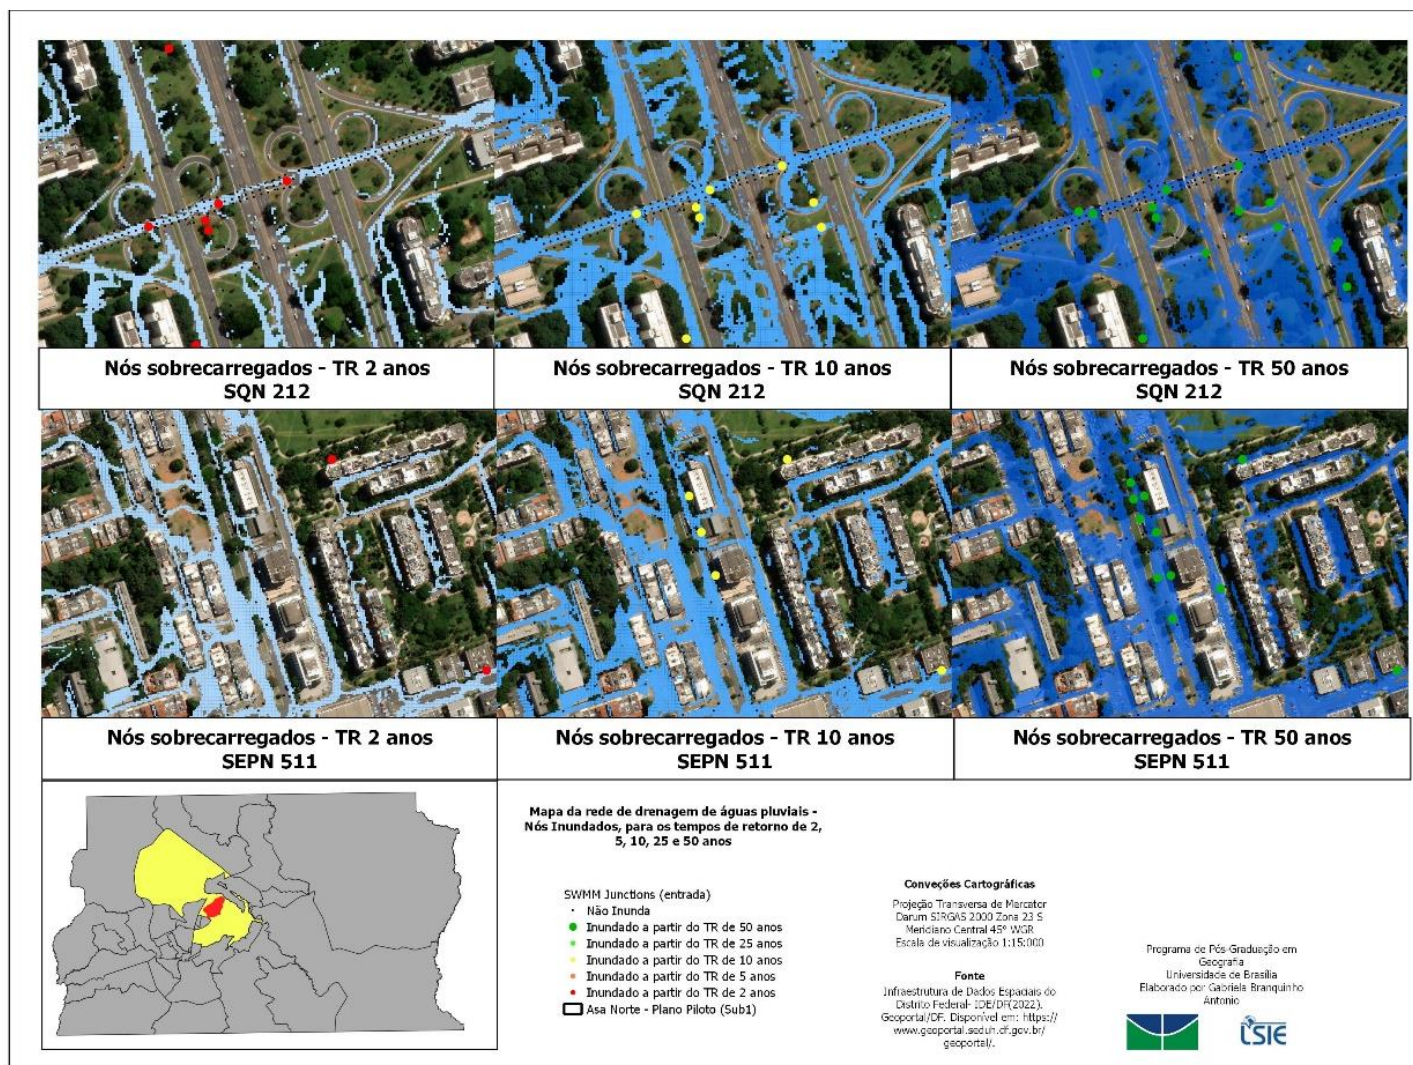 Nós sobrecarregados - TR 2 anos
SQN 212
Nós sobrecarregados - TR 10 anos
SQN 212
Nós sobrecarregados - TR 50 anos
SQN 212
Nós sobrecarregados - TR 2 anos
SEPN 511
Nós sobrecarregados - TR 10 anos
SEPN 511
Nós sobrecarregados - TR 50 anos
SEPN 511
Mapa da rede de drenagem de águas pluviais -
Nós Inundados, para os tempos de retorno de 2,
5, 10, 25 e 50 anos
SWMM Junctions (entrada)
Não Inunda
Inundado a partir do TR de 50 anos
Inundado a partir do TR de 25 anos
Inundado a partir do TR de 10 anos
Inundado a partir do TR de 5 anos
Inundado a partir do TR de 2 anos
Asa Norte - Plano Piloto (Sub1)
Conveções Cartográficas
Projeção Transversa de Mercator
Darum SIRGAS 2000 Zona 23 S
Meridiano Central 45° WGR
Escala de visualização 1:15:000
Fonte
Infraestrutura de Dados Espaciais do
Distrito Federal- IDE/DF(2022).
Geoportal/DF. Disponível em: https://
www.geoportal.seduh.df.gov.br/
geoportal/.
Programa de Pós-Graduação em
Geografia
Universidade de Brasília
Elaborado por Gabriela Branquinho
Antonio
LSIE